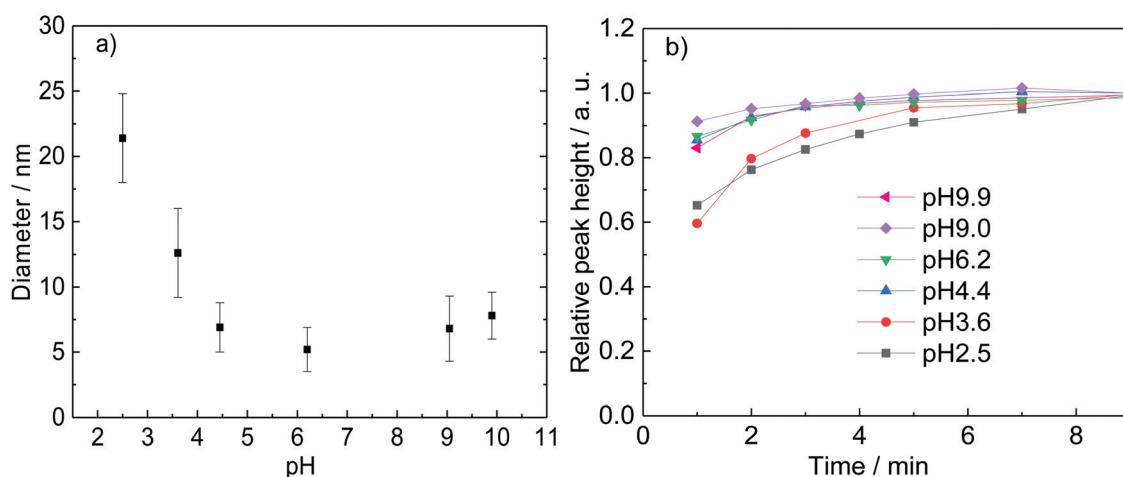 a)
Diameter / nm
30
25
20
15
10
5
0
2 3 4 5 6 7 8 9 10 11
pH
b)
Relative peak height / a. u.
1.2
1.0
0.8
0.6
0.4
0.2
0.0
pH9.9
pH9.0
pH6.2
pH4.4
pH3.6
pH2.5
0 2 4 6 8
Time / min